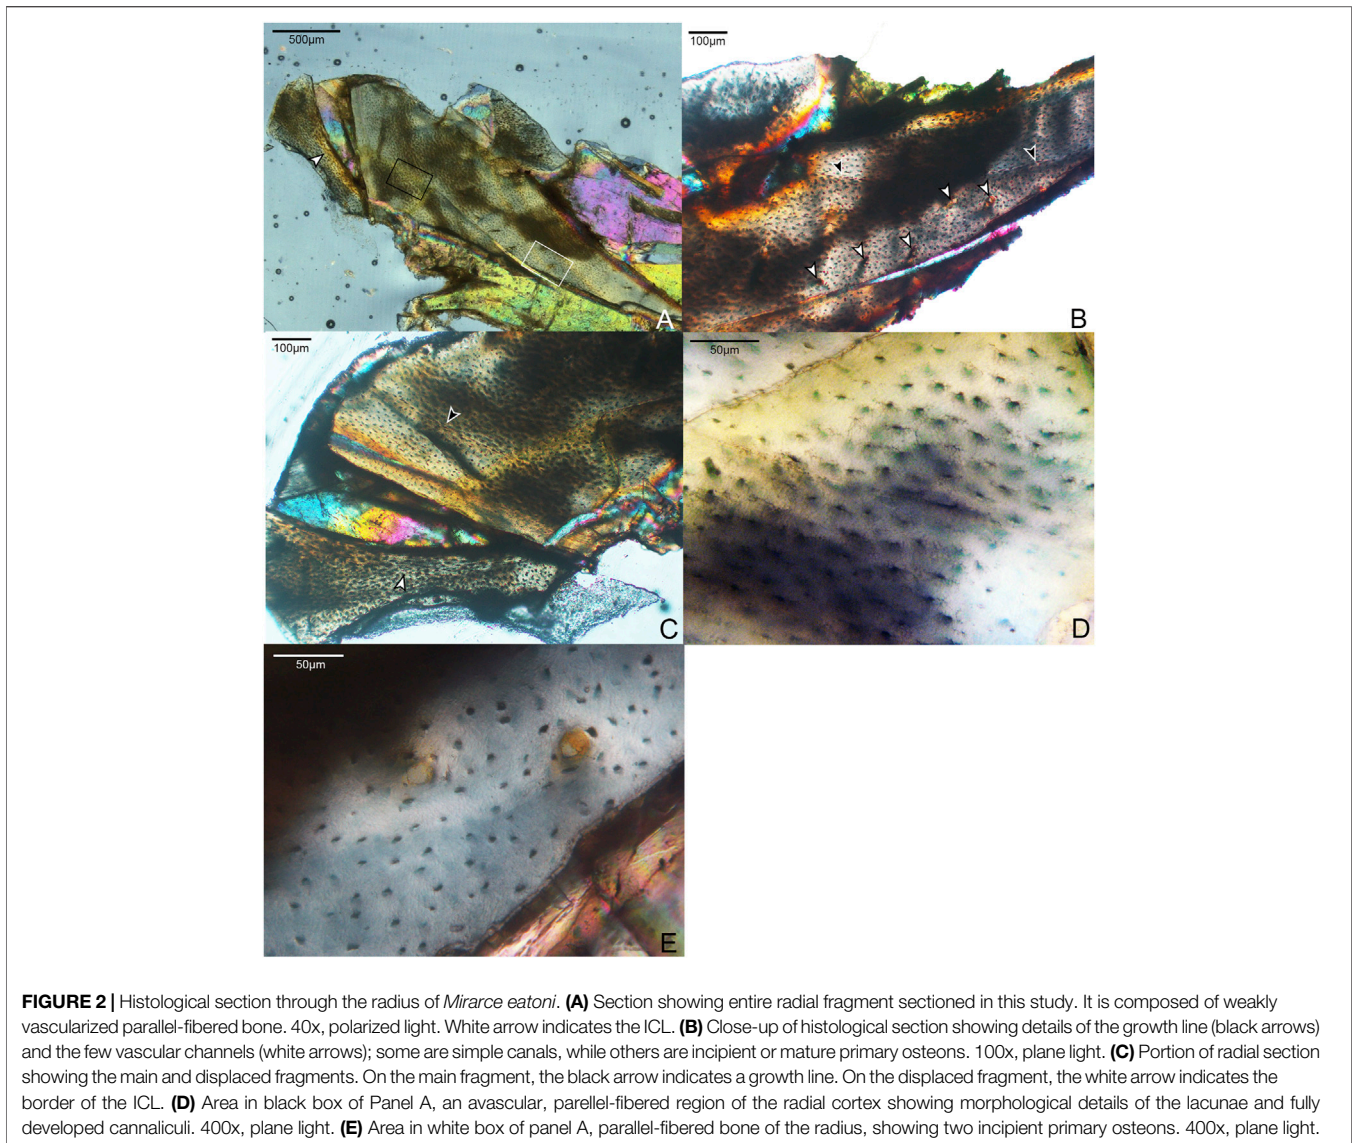 500µm
A
100µm
B
100µm
C
50µm
D
50µm
E
FIGURE 2 | Histological section through the radius of Mirarce eatoni. (A) Section showing entire radial fragment sectioned in this study. It is composed of weakly
vascularized parallel-fibered bone. 40x, polarized light. White arrow indicates the ICL. (B) Close-up of histological section showing details of the growth line (black arrows)
and the few vascular channels (white arrows); some are simple canals, while others are incipient or mature primary osteons. 100x, plane light. (C) Portion of radial section
showing the main and displaced fragments. On the main fragment, the black arrow indicates a growth line. On the displaced fragment, the white arrow indicates the
border of the ICL. (D) Area in black box of Panel A, an avascular, parellel-fibered region of the radial cortex showing morphological details of the lacunae and fully
developed cannaliculi. 400x, plane light. (E) Area in white box of panel A, parallel-fibered bone of the radius, showing two incipient primary osteons. 400x, plane light.